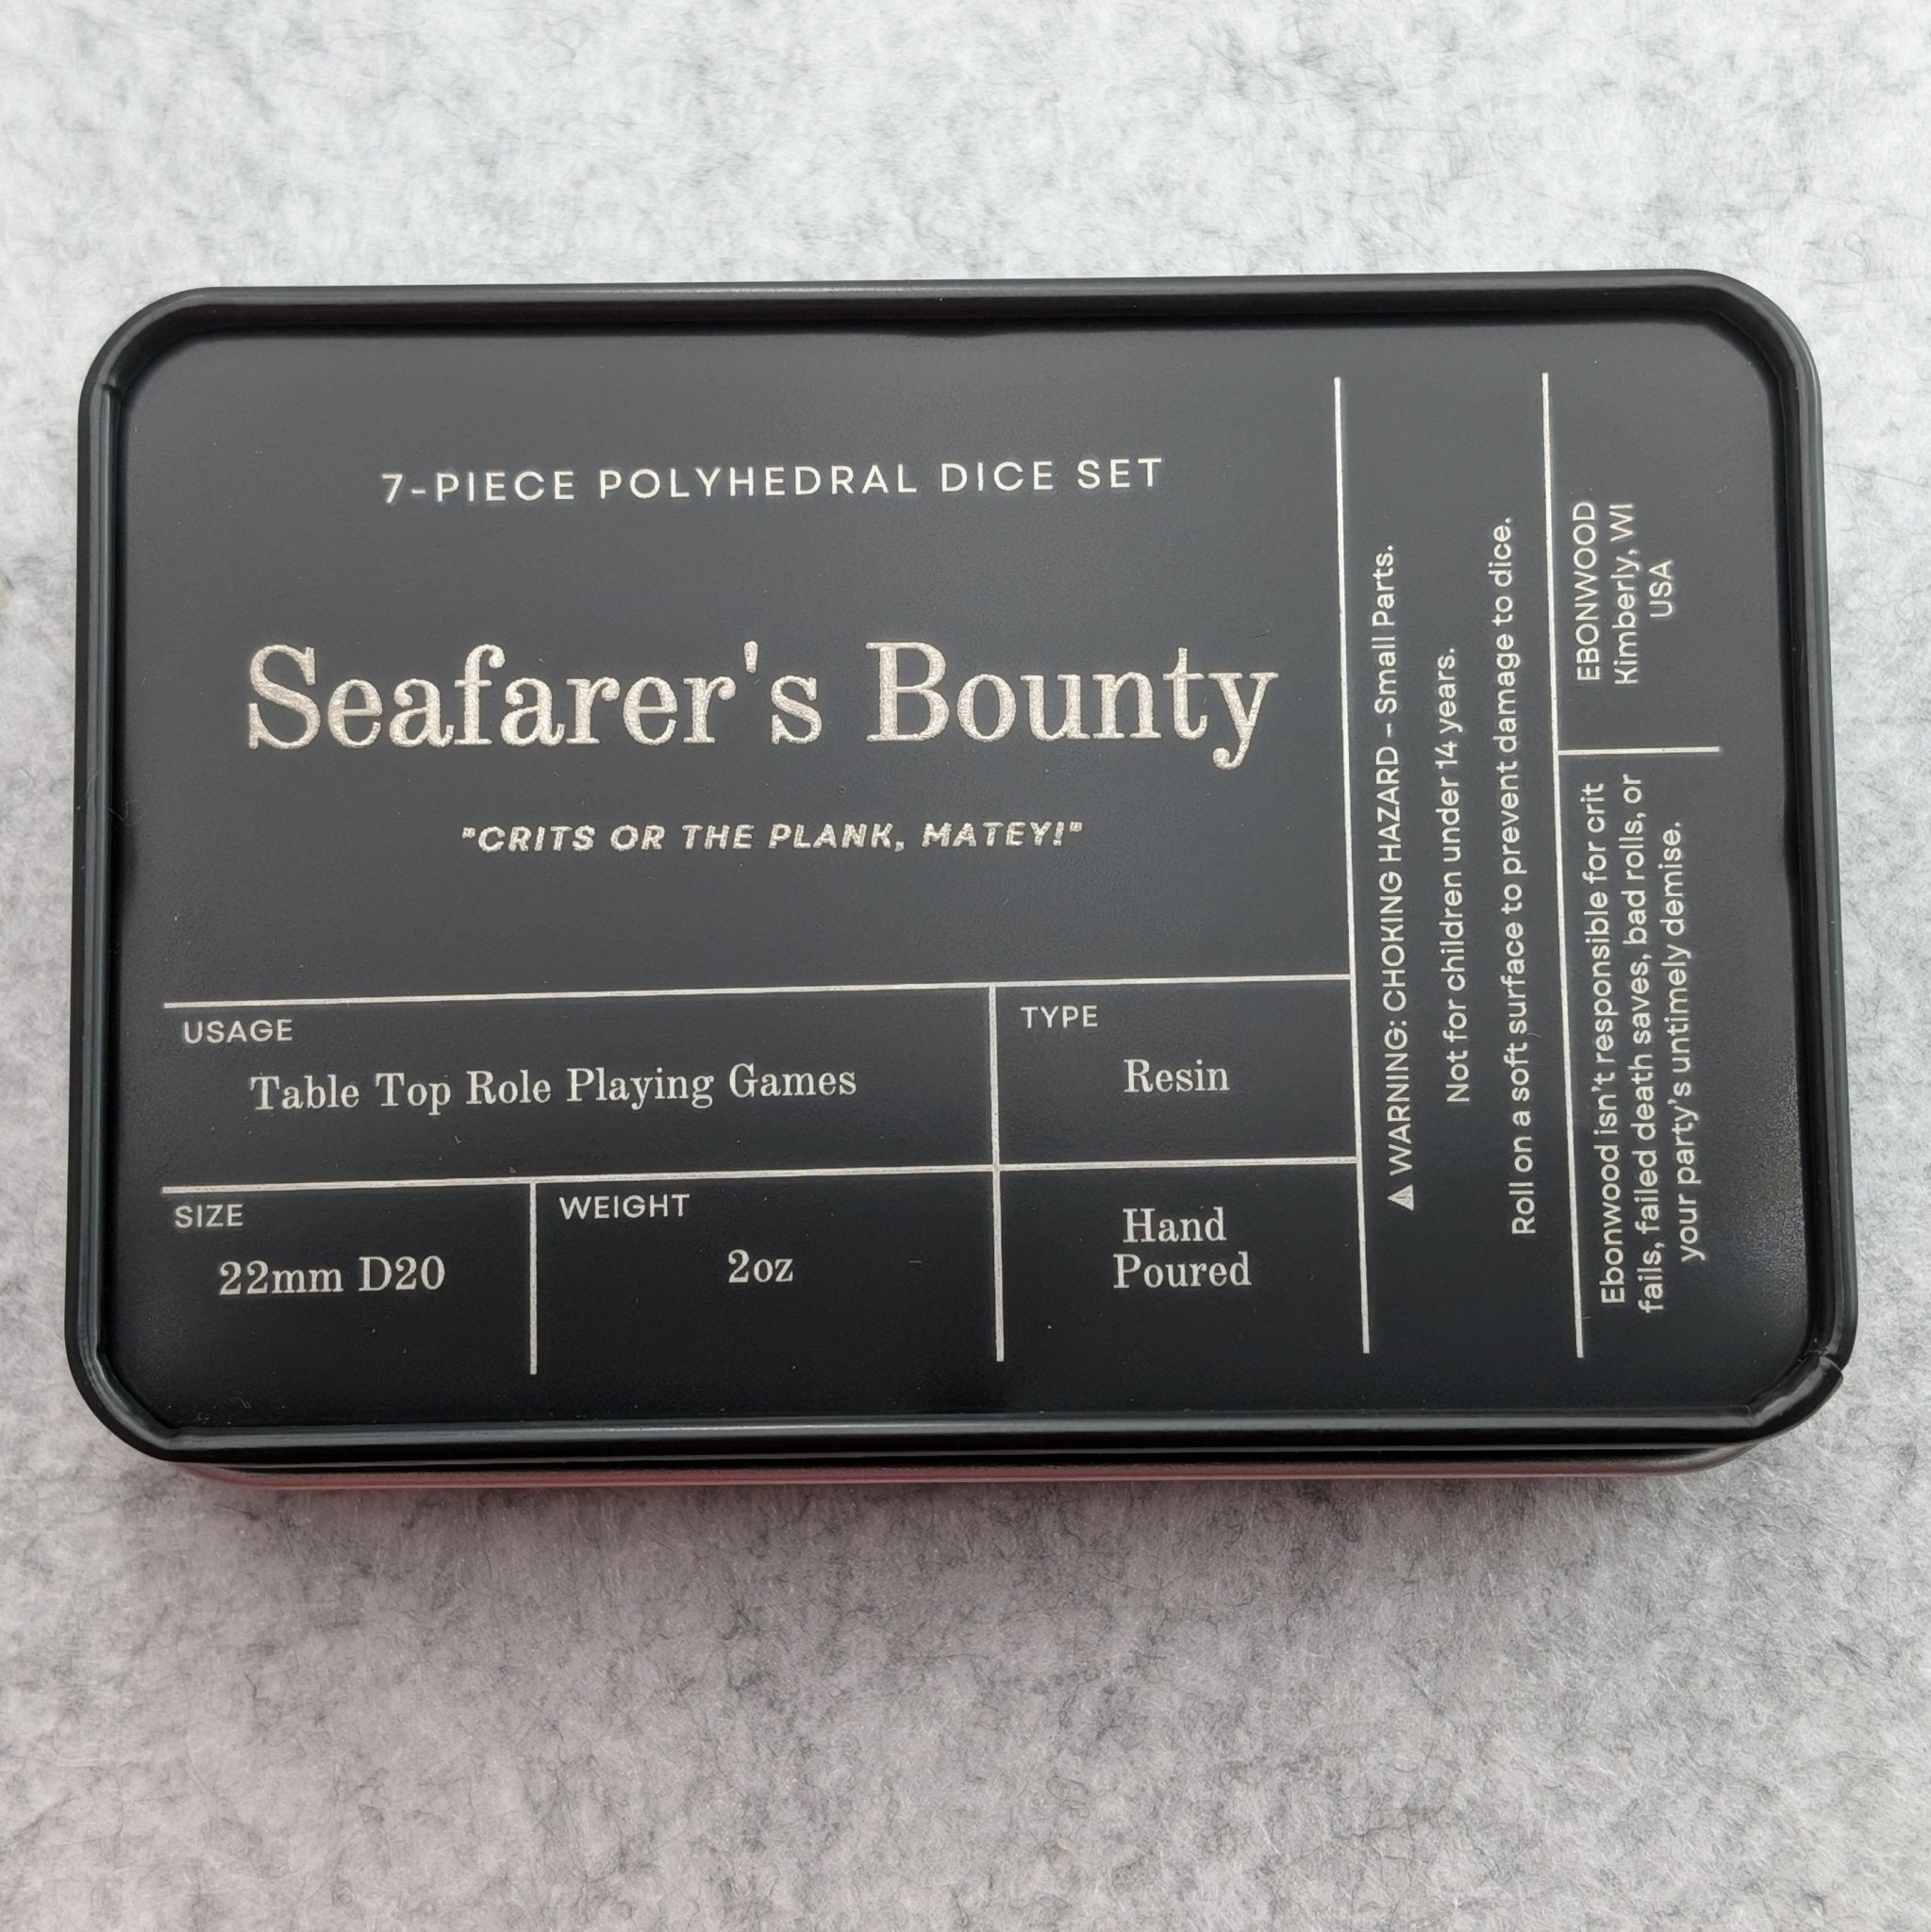 7-PIECE POLYHEDRAL DICE SET
Seafarer's Bounty
"CRITS OR THE PLANK, MATEY!"
USAGE
Table Top Role Playing Games
TYPE
Resin
SIZE
22mm D20
WEIGHT
2oz
Hand
Poured
⚠ WARNING: CHOKING HAZARD - Small Parts.
Not for children under 14 years.
Roll on a soft surface to prevent damage to dice.
EBONWOOD
Kimberly, WI
USA
Ebonwood isn't responsible for crit
fails, failed death saves, bad rolls, or
your party's untimely demise.